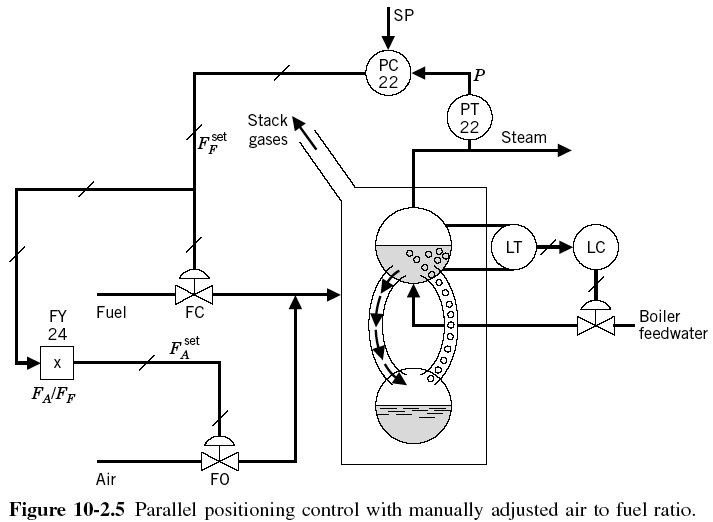 SP
PC
22
P
PT
22
Stack
gases
F_F^set
Steam
LT
LC
Fuel
FC
Boiler
feedwater
FY
24
x
F_A^set
F_A/F_F
Air
FO
Figure 10-2.5 Parallel positioning control with manually adjusted air to fuel ratio.